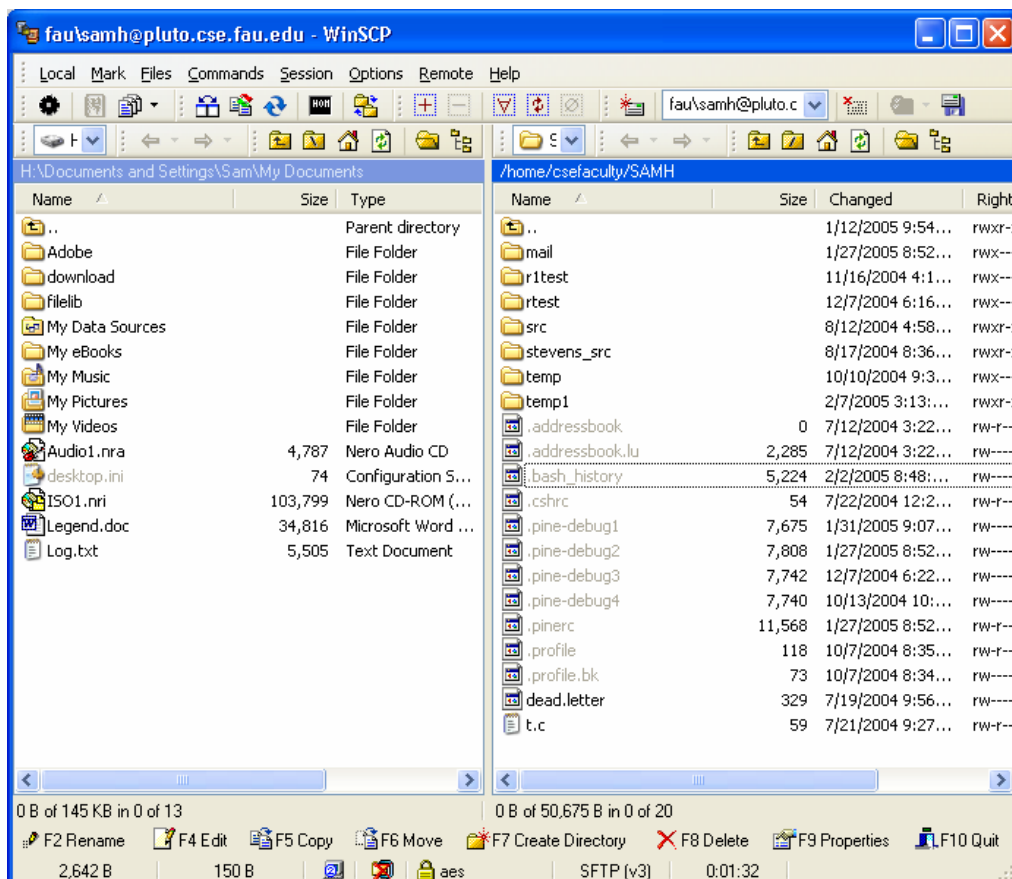 fau\samh@pluto.cse.fau.edu - WinSCP
Local Mark Files Commands Session Options Remote Help
fau\samh@pluto.c
H:\Documents and Settings\Sam\My Documents
Name Size Type
.. Parent directory
Adobe File Folder
download File Folder
filelib File Folder
My Data Sources File Folder
My eBooks File Folder
My Music File Folder
My Pictures File Folder
My Videos File Folder
Audio1.nra 4,787 Nero Audio CD
desktop.ini 74 Configuration S...
ISO1.nri 103,799 Nero CD-ROM (...
Legend.doc 34,816 Microsoft Word ...
Log.txt 5,505 Text Document
0 B of 145 KB in 0 of 13
/home/csefaculty/SAMH
Name Size Changed Right
.. 1/12/2005 9:54... rwxr-
mail 1/27/2005 8:52... rwx--
r1test 11/16/2004 4:1... rwx--
rtest 12/7/2004 6:16... rwx--
src 8/12/2004 4:58... rwxr-
stevens_src 8/17/2004 8:36... rwxr-
temp 10/10/2004 9:3... rwx--
temp1 2/7/2005 3:13:... rwxr-
.addressbook 0 7/12/2004 3:22... rw-r--
.addressbook.lu 2,285 7/12/2004 3:22... rw-r--
.bash_history 5,224 2/2/2005 8:48:... rw----
.cshrc 54 7/22/2004 12:2... rw-r--
.pine-debug1 7,675 1/31/2005 9:07... rw----
.pine-debug2 7,808 1/27/2005 8:52... rw----
.pine-debug3 7,742 12/7/2004 6:22... rw----
.pine-debug4 7,740 10/13/2004 10:... rw----
.pinerc 11,568 1/27/2005 8:52... rw-r--
.profile 118 10/7/2004 8:35... rw-r--
.profile.bk 73 10/7/2004 8:34... rw----
dead.letter 329 7/19/2004 9:56... rw----
t.c 59 7/21/2004 9:27... rw-r--
0 B of 50,675 B in 0 of 20
F2 Rename F4 Edit F5 Copy F6 Move F7 Create Directory F8 Delete F9 Properties F10 Quit
2,642 B 150 B aes SFTP (v3) 0:01:32